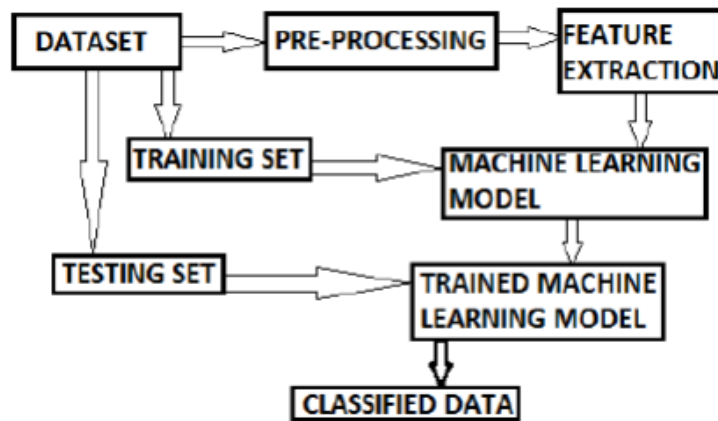 DATASET
PRE-PROCESSING
FEATURE
EXTRACTION
TRAINING SET
MACHINE LEARNING
MODEL
TESTING SET
TRAINED MACHINE
LEARNING MODEL
CLASSIFIED DATA